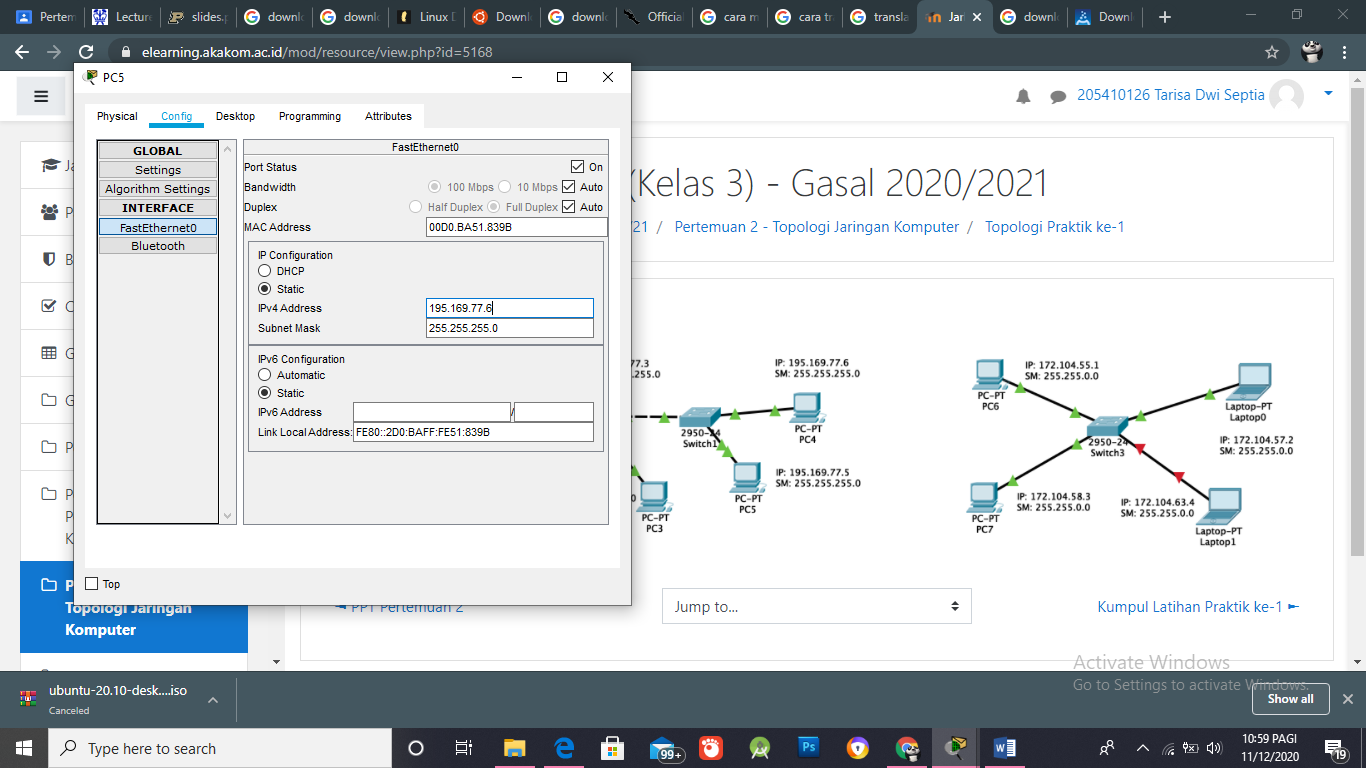 Pertem
Lecture
slides.p
downlo
downlo
Linux D
Downl
downlo
Official
cara m
cara tr
transla
Jar
downl
Downl
elearning.akakom.ac.id/mod/resource/view.php?id=5168
PC5
205410126 Tarisa Dwi Septia
Physical
Config
Desktop
Programming
Attributes
GLOBAL
Settings
Algorithm Settings
INTERFACE
FastEthernet0
Bluetooth
FastEthernet0
Port Status
On
Bandwidth
100 Mbps
10 Mbps
Auto
Duplex
Half Duplex
Full Duplex
Auto
MAC Address
00D0.BA51.839B
IP Configuration
DHCP
Static
IPv4 Address
195.169.77.6
Subnet Mask
255.255.255.0
IPv6 Configuration
Automatic
Static
IPv6 Address
/
Link Local Address:
FE80::2D0:BAFF:FE51:839B
Top
(Kelas 3) - Gasal 2020/2021
/21 / Pertemuan 2 - Topologi Jaringan Komputer / Topologi Praktik ke-1
77.3
255.0
IP: 195.169.77.6
SM: 255.255.255.0
2950-24
Switch1
PC-PT
PC4
IP: 195.169.77.5
SM: 255.255.255.0
PC-PT
PC5
PC-PT
PC3
IP: 172.104.55.1
SM: 255.255.0.0
PC-PT
PC6
Laptop-PT
Laptop0
2950-24
Switch3
IP: 172.104.57.2
SM: 255.255.0.0
IP: 172.104.58.3
SM: 255.255.0.0
PC-PT
PC7
IP: 172.104.63.4
SM: 255.255.0.0
Laptop-PT
Laptop1
P
Topologi Jaringan
Komputer
◄ PPT Pertemuan 2
Jump to...
Kumpul Latihan Praktik ke-1 ►
Activate Windows
Go to Settings to activate Windows.
ubuntu-20.10-desk....iso
Canceled
Show all
Type here to search
99+
10:59 PAGI
11/12/2020
19